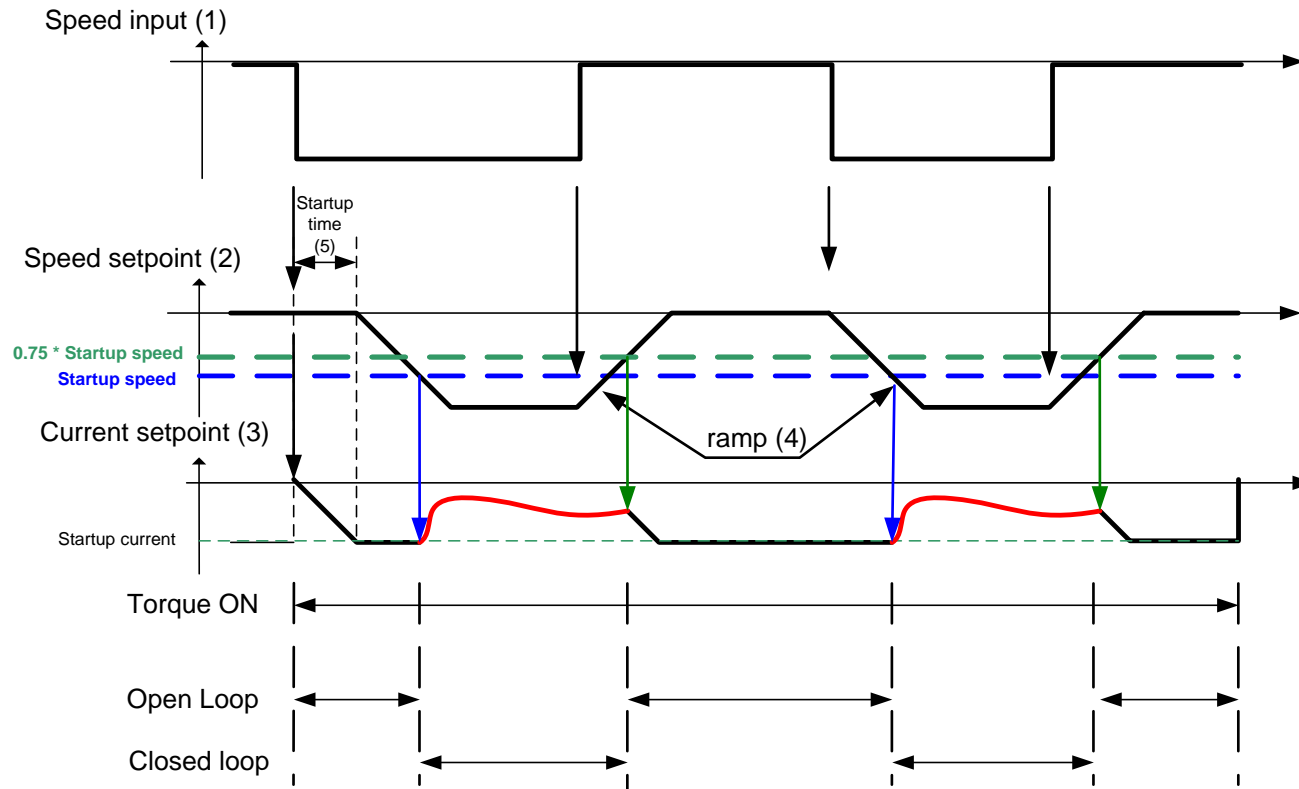 Speed input (1)
Startup
time
(5)
Speed setpoint (2)
0.75 * Startup speed
Startup speed
Current setpoint (3)
ramp (4)
Startup current
Torque ON
Open Loop
Closed loop